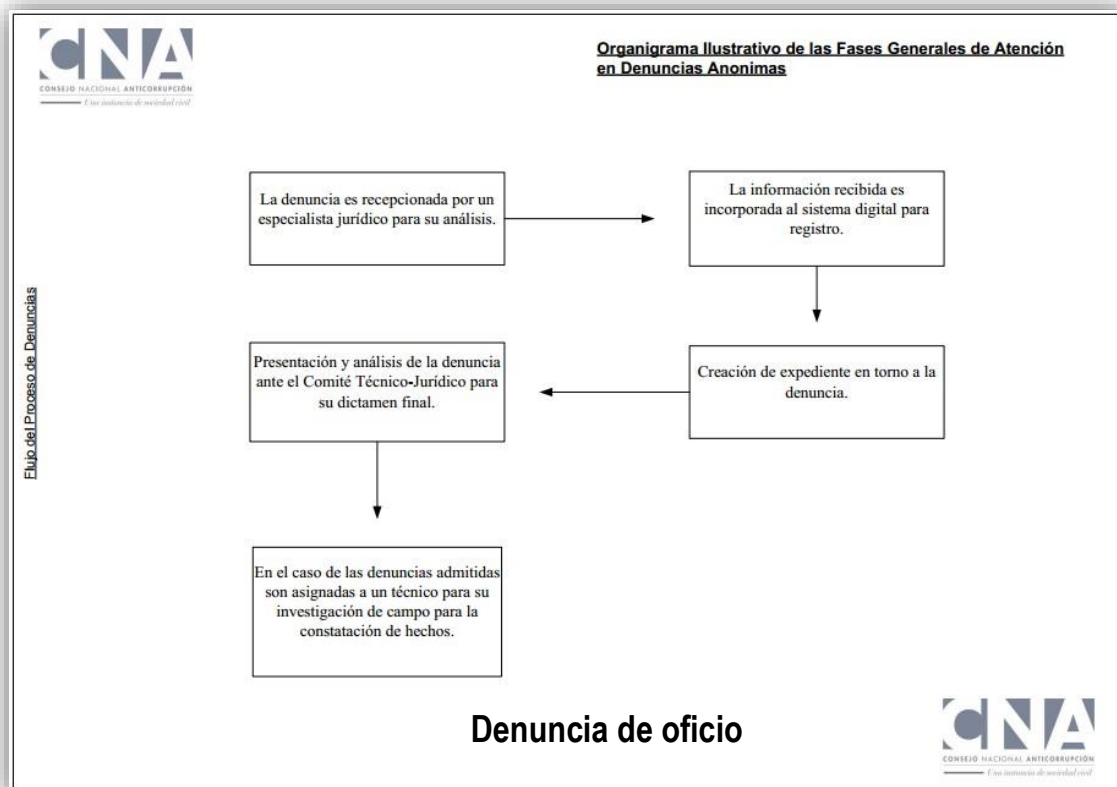 CNA
CONSEJO NACIONAL ANTICORRUPCIÓN
Una instancia de sociedad civil
Organigrama Ilustrativo de las Fases Generales de Atención
en Denuncias Anonimas
Flujo del Proceso de Denuncias
La denuncia es recepcionada por un
especialista jurídico para su análisis.
La información recibida es
incorporada al sistema digital para
registro.
Creación de expediente en torno a la
denuncia.
Presentación y análisis de la denuncia
ante el Comité Técnico-Jurídico para
su dictamen final.
En el caso de las denuncias admitidas
son asignadas a un técnico para su
investigación de campo para la
constatación de hechos.
Denuncia de oficio
CNA
CONSEJO NACIONAL ANTICORRUPCIÓN
Una instancia de sociedad civil